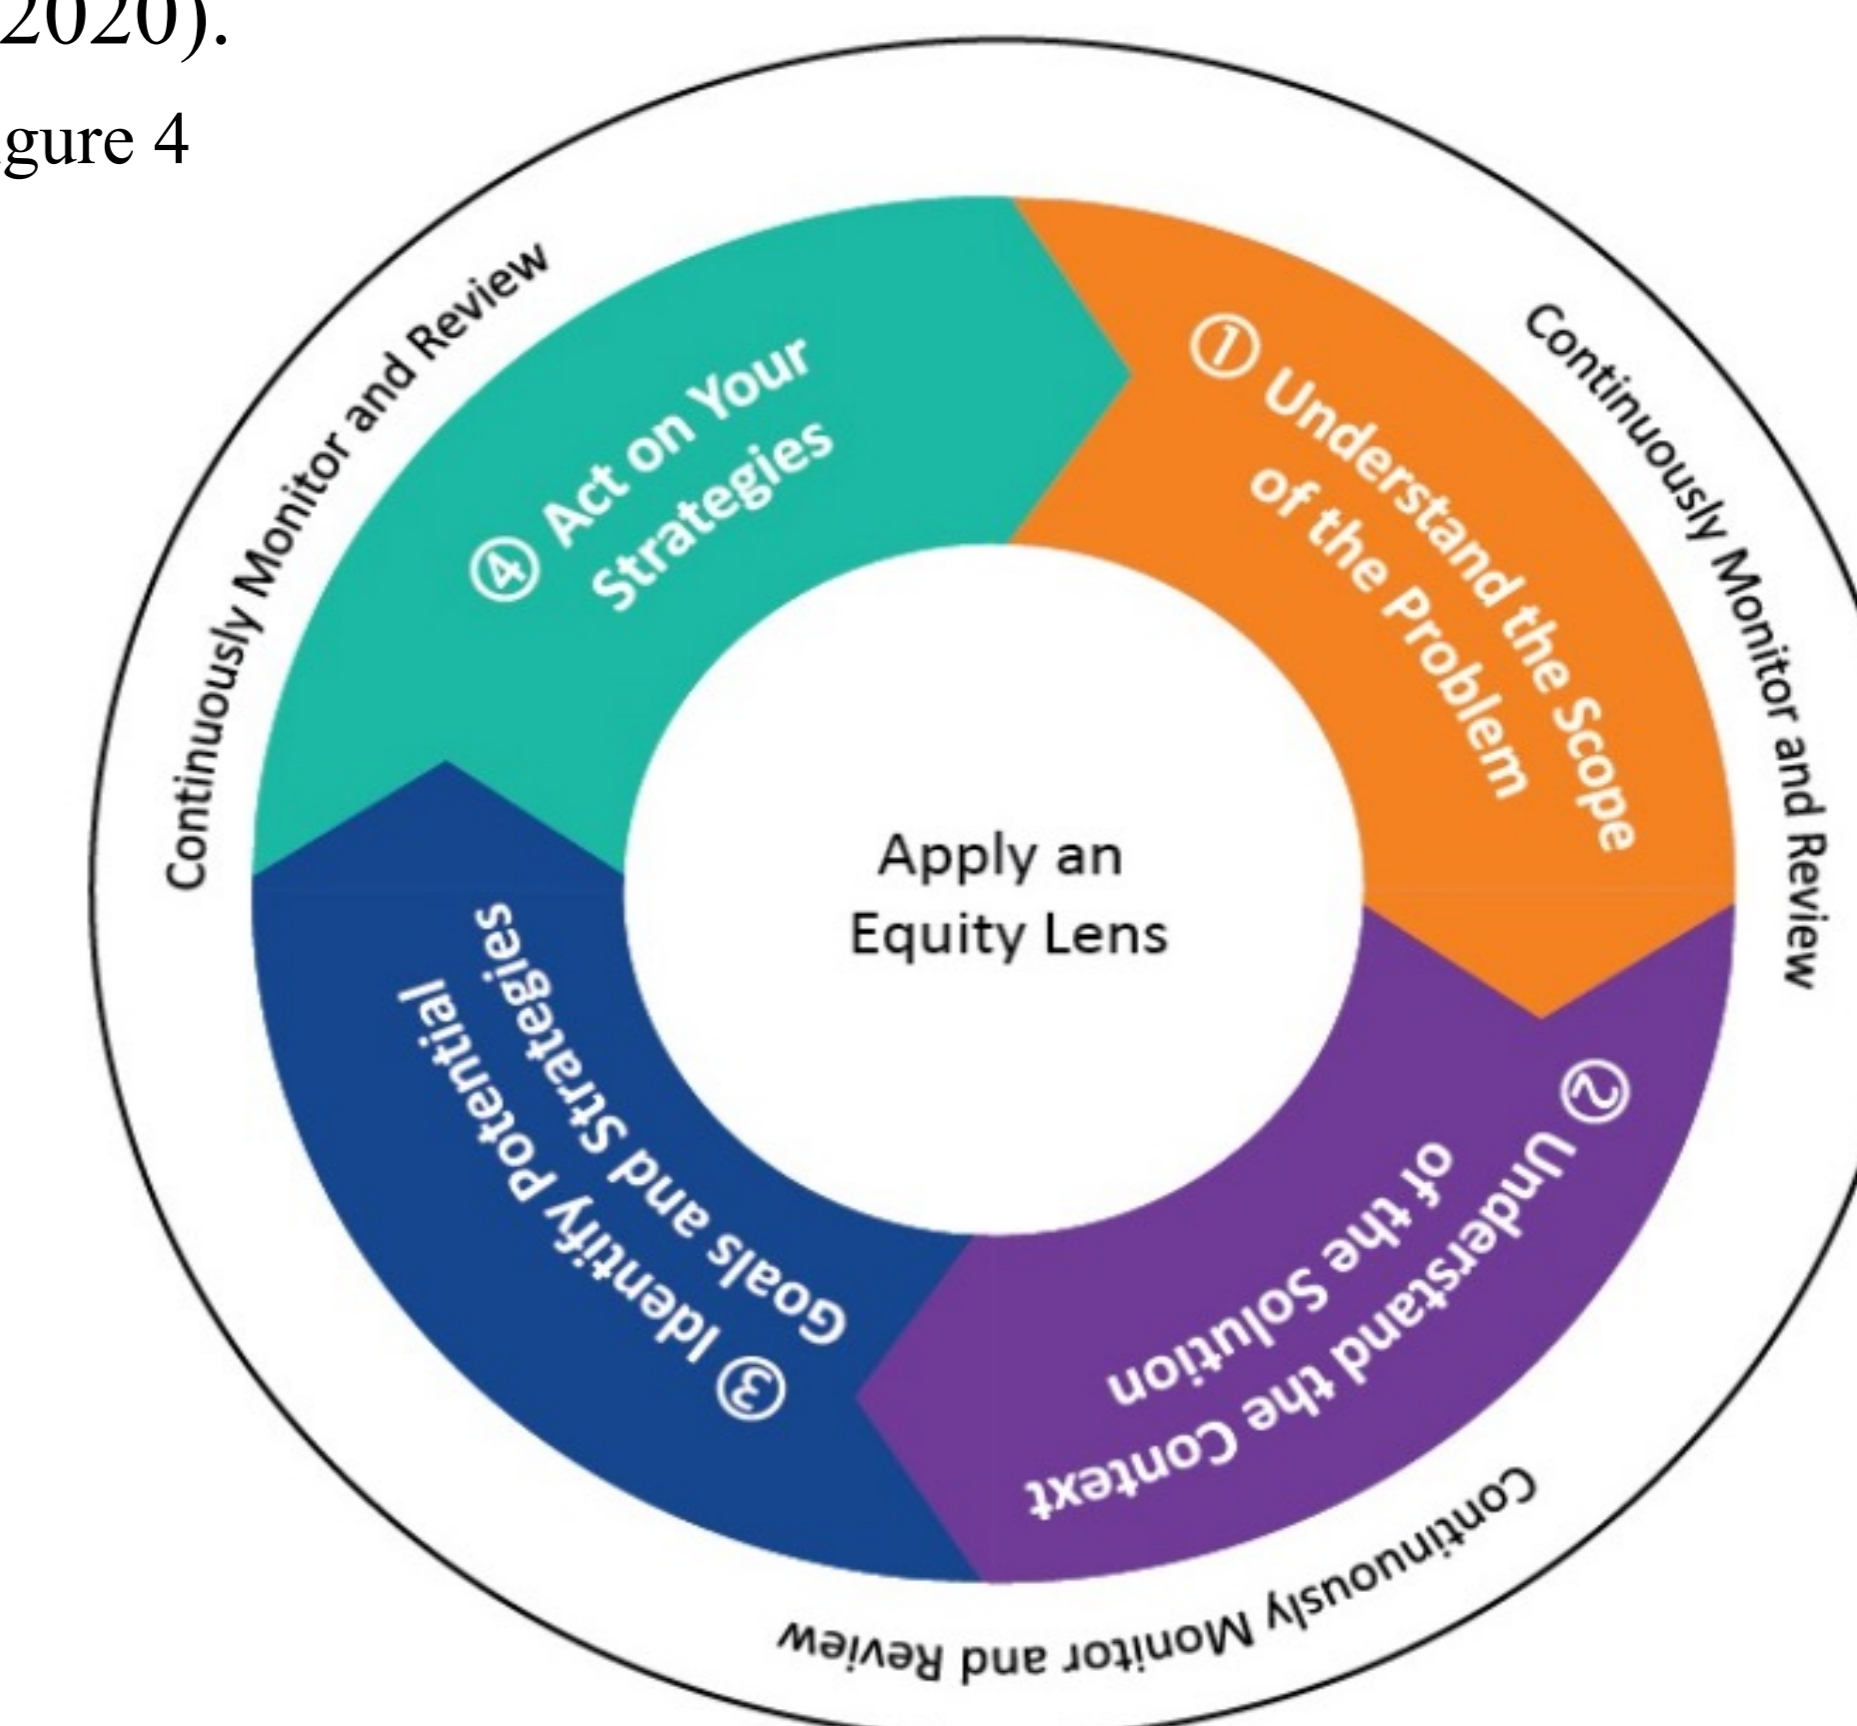 2020).
gure 4
Continuously Monitor and Review
Continuously Monitor and Review
① Understand the Scope
of the Problem
② Understand the Context
of the Solution
③ Identify Potential
Goals and Strategies
④ Act on Your
Strategies
Apply an
Equity Lens
Continuously Monitor and Review